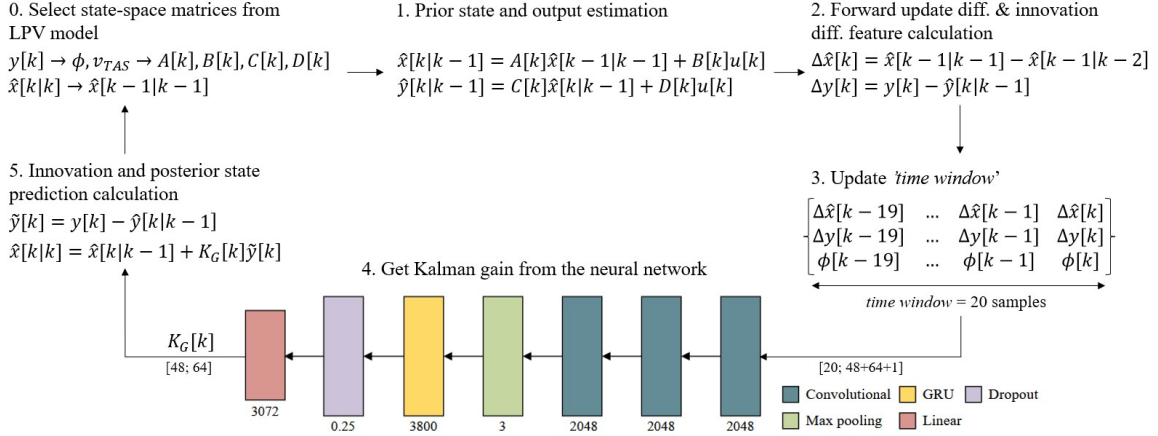 0. Select state-space matrices from
LPV model
y[k] → ϕ, v_TAS → A[k], B[k], C[k], D[k]
x̂[k|k] → x̂[k − 1|k − 1]
1. Prior state and output estimation
x̂[k|k − 1] = A[k]x̂[k − 1|k − 1] + B[k]u[k]
ŷ[k|k − 1] = C[k]x̂[k|k − 1] + D[k]u[k]
2. Forward update diff. & innovation
diff. feature calculation
Δx̂[k] = x̂[k − 1|k − 1] − x̂[k − 1|k − 2]
Δy[k] = y[k] − ŷ[k|k − 1]
3. Update 'time window'
Δx̂[k − 19] ... Δx̂[k − 1] Δx̂[k]
Δy[k − 19] ... Δy[k − 1] Δy[k]
ϕ[k − 19] ... ϕ[k − 1] ϕ[k]
time window = 20 samples
4. Get Kalman gain from the neural network
[20; 48+64+1]
2048
2048
2048
3
3800
0.25
3072
Convolutional
GRU
Dropout
Max pooling
Linear
K_G[k]
[48; 64]
5. Innovation and posterior state
prediction calculation
ỹ[k] = y[k] − ŷ[k|k − 1]
x̂[k|k] = x̂[k|k − 1] + K_G[k]ỹ[k]